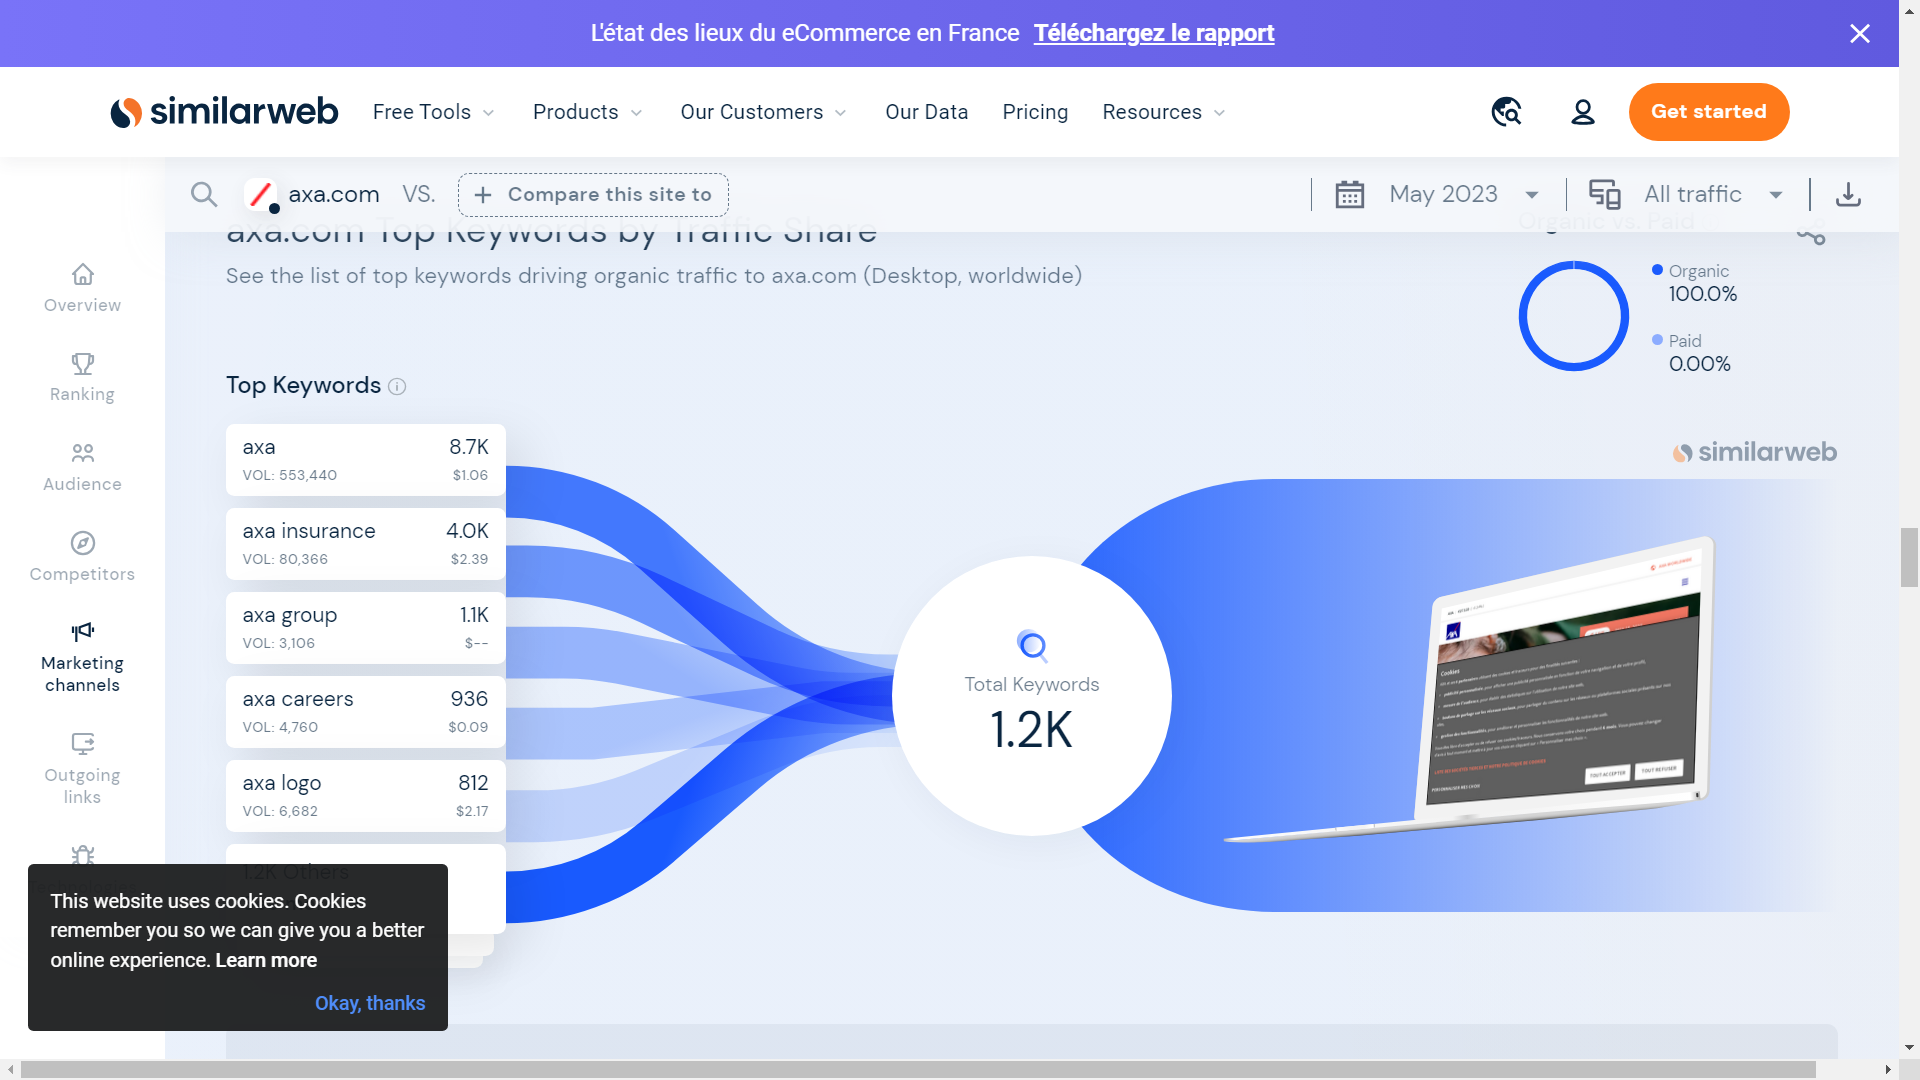 L'état des lieux du eCommerce en France Téléchargez le rapport
similarweb
Free Tools
Products
Our Customers
Our Data
Pricing
Resources
Get started
axa.com VS. + Compare this site to
May 2023
All traffic
axa.com Top Keywords by Traffic Share
Organic vs. Paid
See the list of top keywords driving organic traffic to axa.com (Desktop, worldwide)
Organic
100.0%
Paid
0.00%
Overview
Ranking
Audience
Competitors
Marketing
channels
Outgoing
links
Top Keywords
axa 8.7K
VOL: 553,440 $1.06
axa insurance 4.0K
VOL: 80,366 $2.39
axa group 1.1K
VOL: 3,106 $--
axa careers 936
VOL: 4,760 $0.09
axa logo 812
VOL: 6,682 $2.17
1.2K Others
Total Keywords
1.2K
similarweb
AXA
Cookies
TOUT ACCEPTER
TOUT REFUSER
This website uses cookies. Cookies
remember you so we can give you a better
online experience. Learn more
Okay, thanks